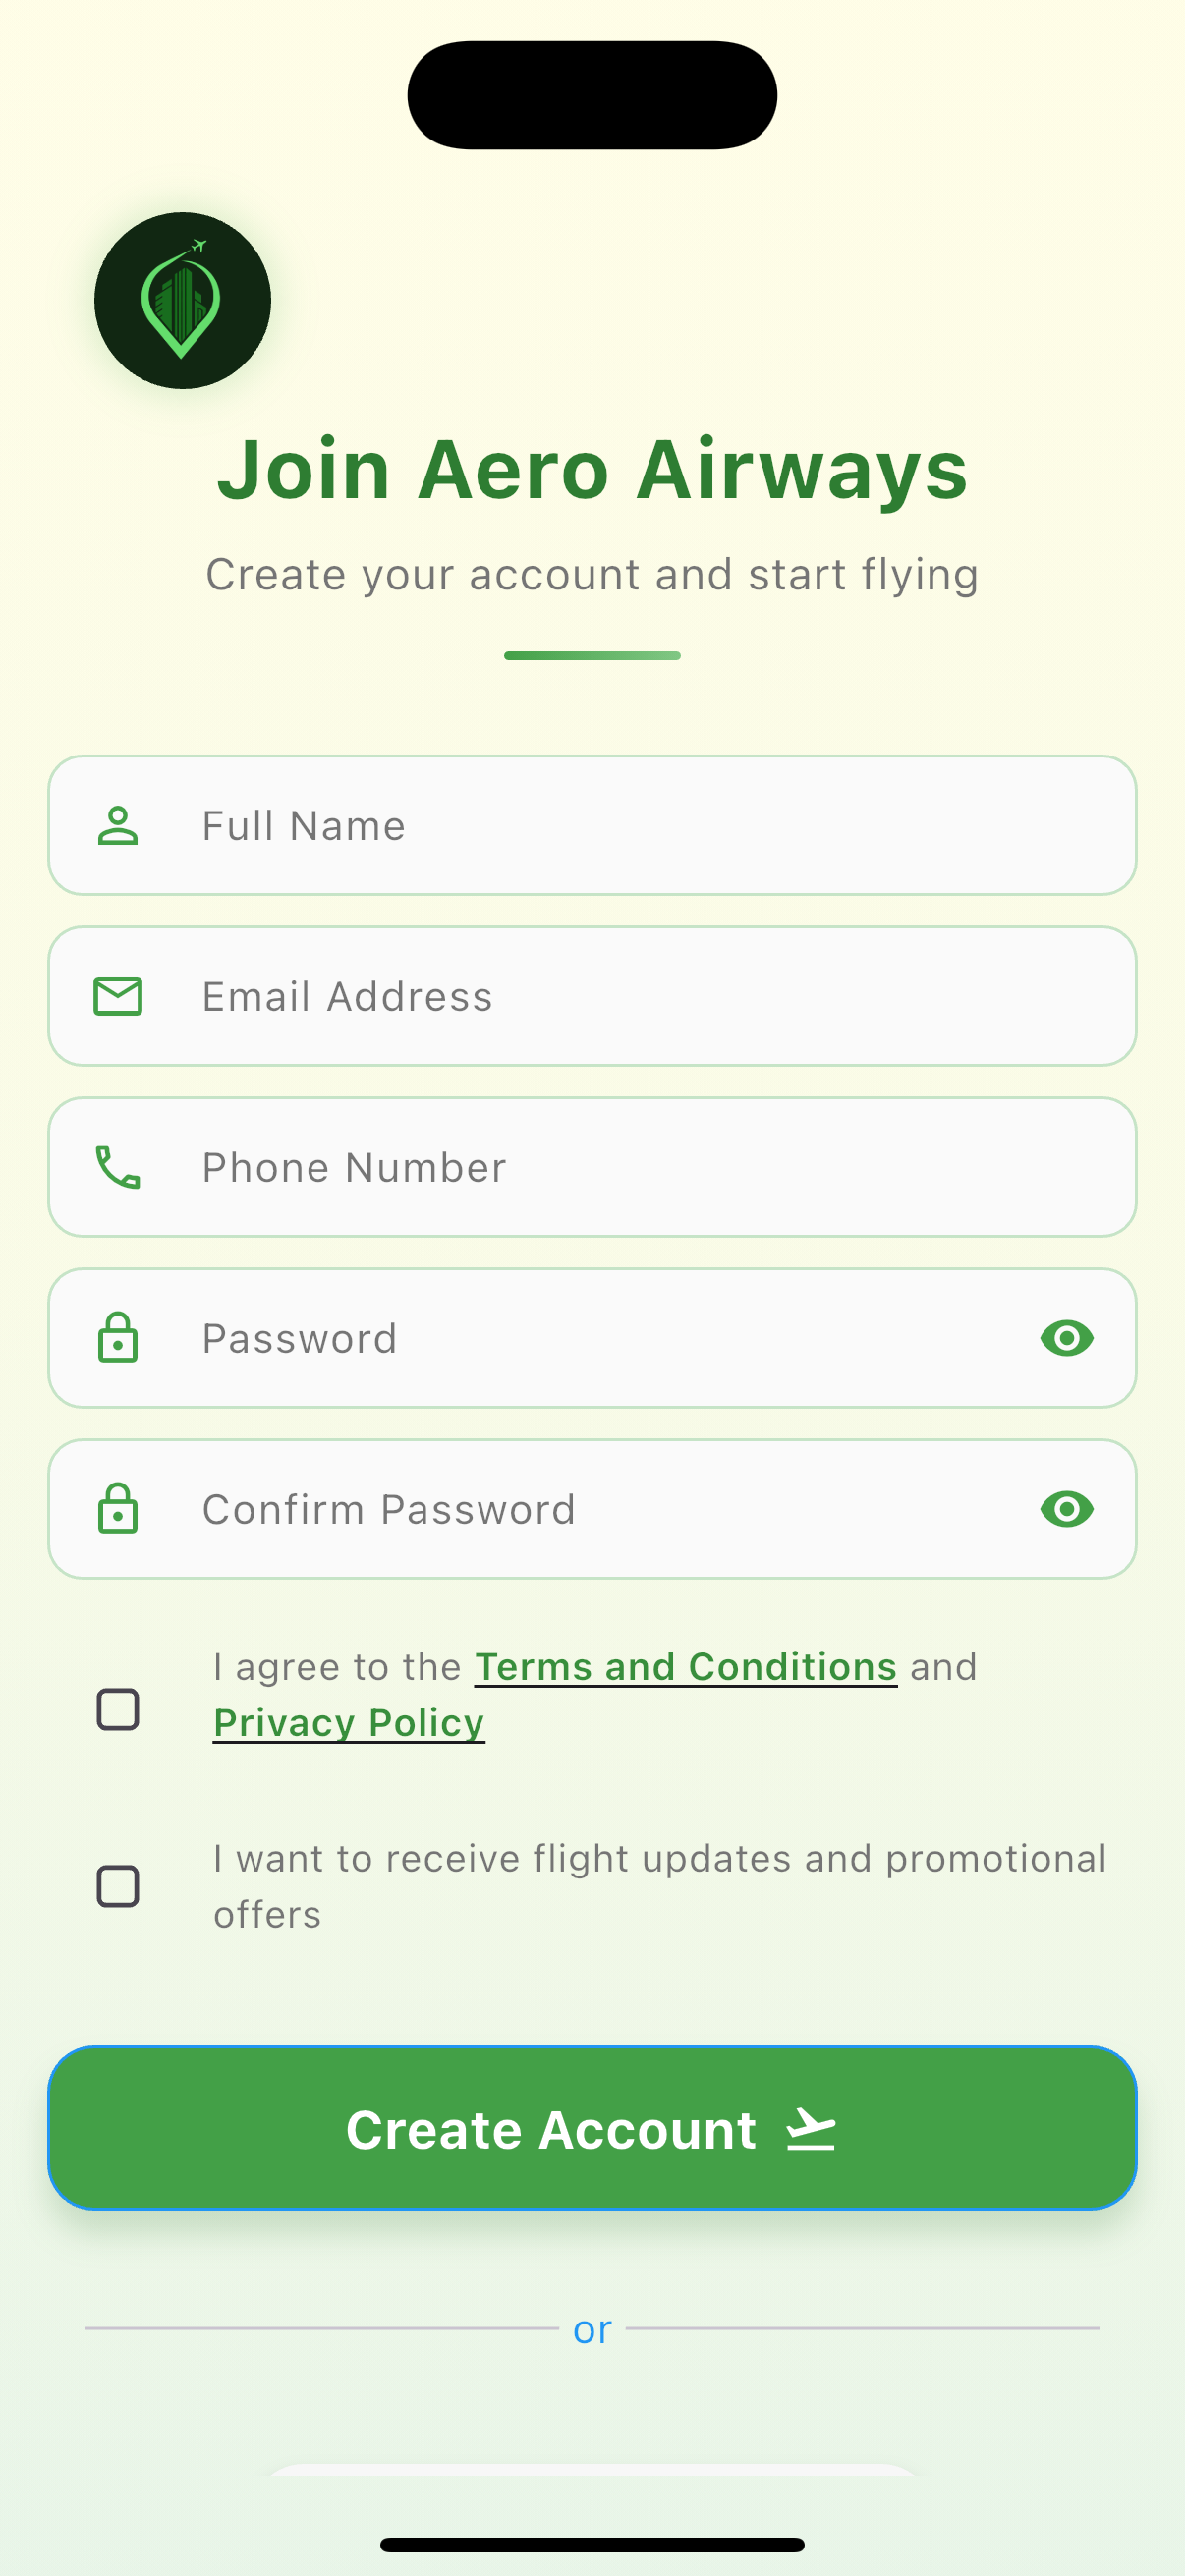 Join Aero Airways
Create your account and start flying
Full Name
Email Address
Phone Number
Password
Confirm Password
I agree to the Terms and Conditions and
Privacy Policy
I want to receive flight updates and promotional
offers
Create Account
or